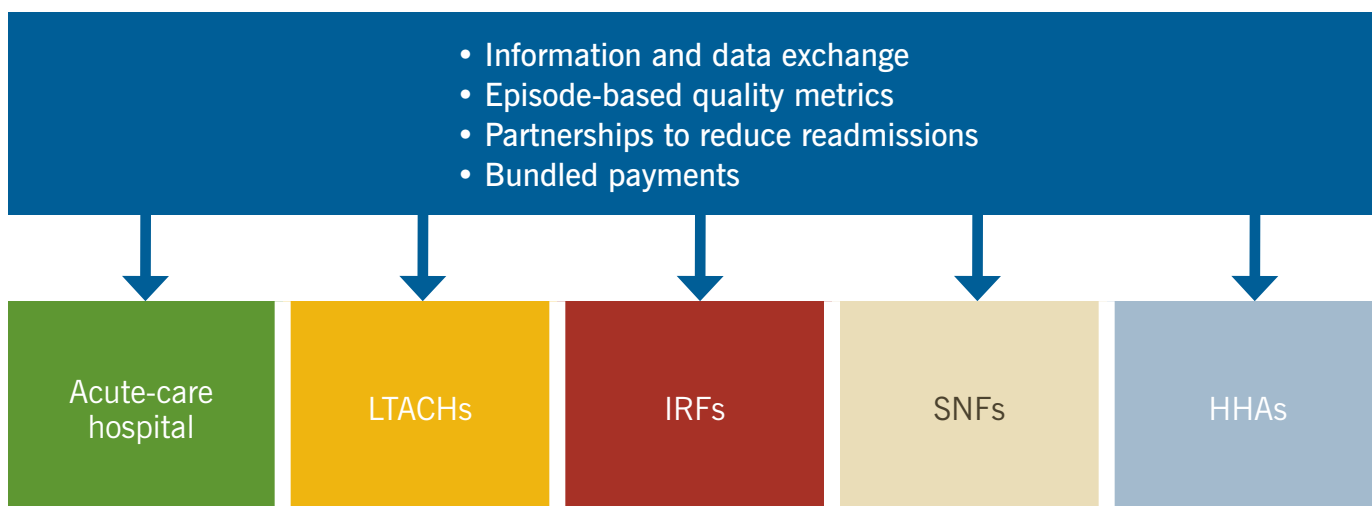 • Information and data exchange
• Episode-based quality metrics
• Partnerships to reduce readmissions
• Bundled payments
Acute-care
hospital
LTACHs
IRFs
SNFs
HHAs